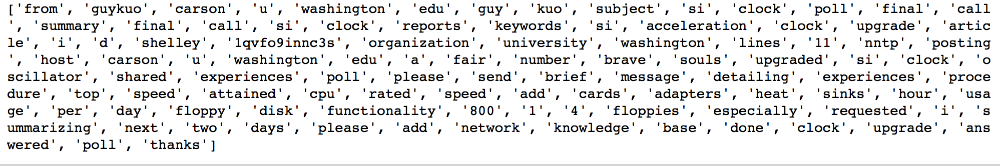 ['from', 'guykuo', 'carson', 'u', 'washington', 'edu', 'guy', 'kuo', 'subject', 'si', 'clock', 'poll', 'final', 'call
', 'summary', 'final', 'call', 'si', 'clock', 'reports', 'keywords', 'si', 'acceleration', 'clock', 'upgrade', 'artic
le', 'i', 'd', 'shelley', '1qvfo9innc3s', 'organization', 'university', 'washington', 'lines', '11', 'nntp', 'posting
', 'host', 'carson', 'u', 'washington', 'edu', 'a', 'fair', 'number', 'brave', 'souls', 'upgraded', 'si', 'clock', 'o
scillator', 'shared', 'experiences', 'poll', 'please', 'send', 'brief', 'message', 'detailing', 'experiences', 'proce
dure', 'top', 'speed', 'attained', 'cpu', 'rated', 'speed', 'add', 'cards', 'adapters', 'heat', 'sinks', 'hour', 'usa
ge', 'per', 'day', 'floppy', 'disk', 'functionality', '800', '1', '4', 'floppies', 'especially', 'requested', 'i', 's
ummarizing', 'next', 'two', 'days', 'please', 'add', 'network', 'knowledge', 'base', 'done', 'clock', 'upgrade', 'ans
wered', 'poll', 'thanks']